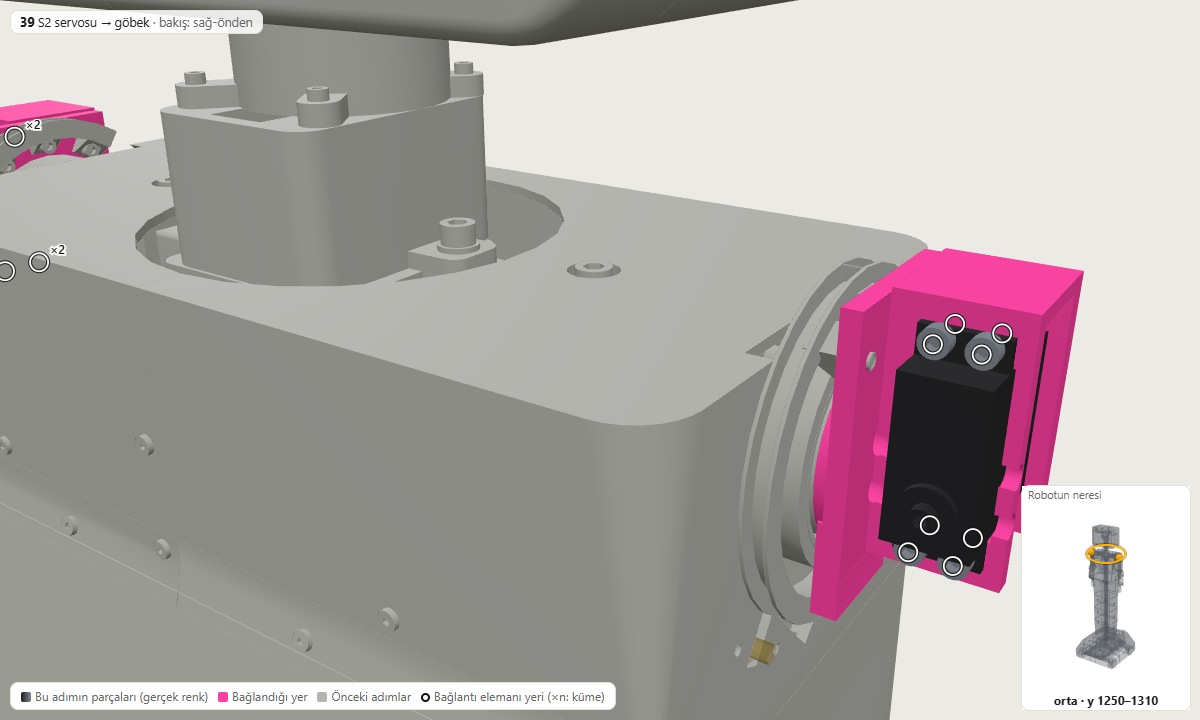 39 S2 servosu → göbek · bakış: sağ-önden
×2
×2
Robotun neresi
orta · y 1250–1310
Bu adımın parçaları (gerçek renk) Bağlandığı yer Önceki adımlar Bağlantı elemanı yeri (×n: küme)